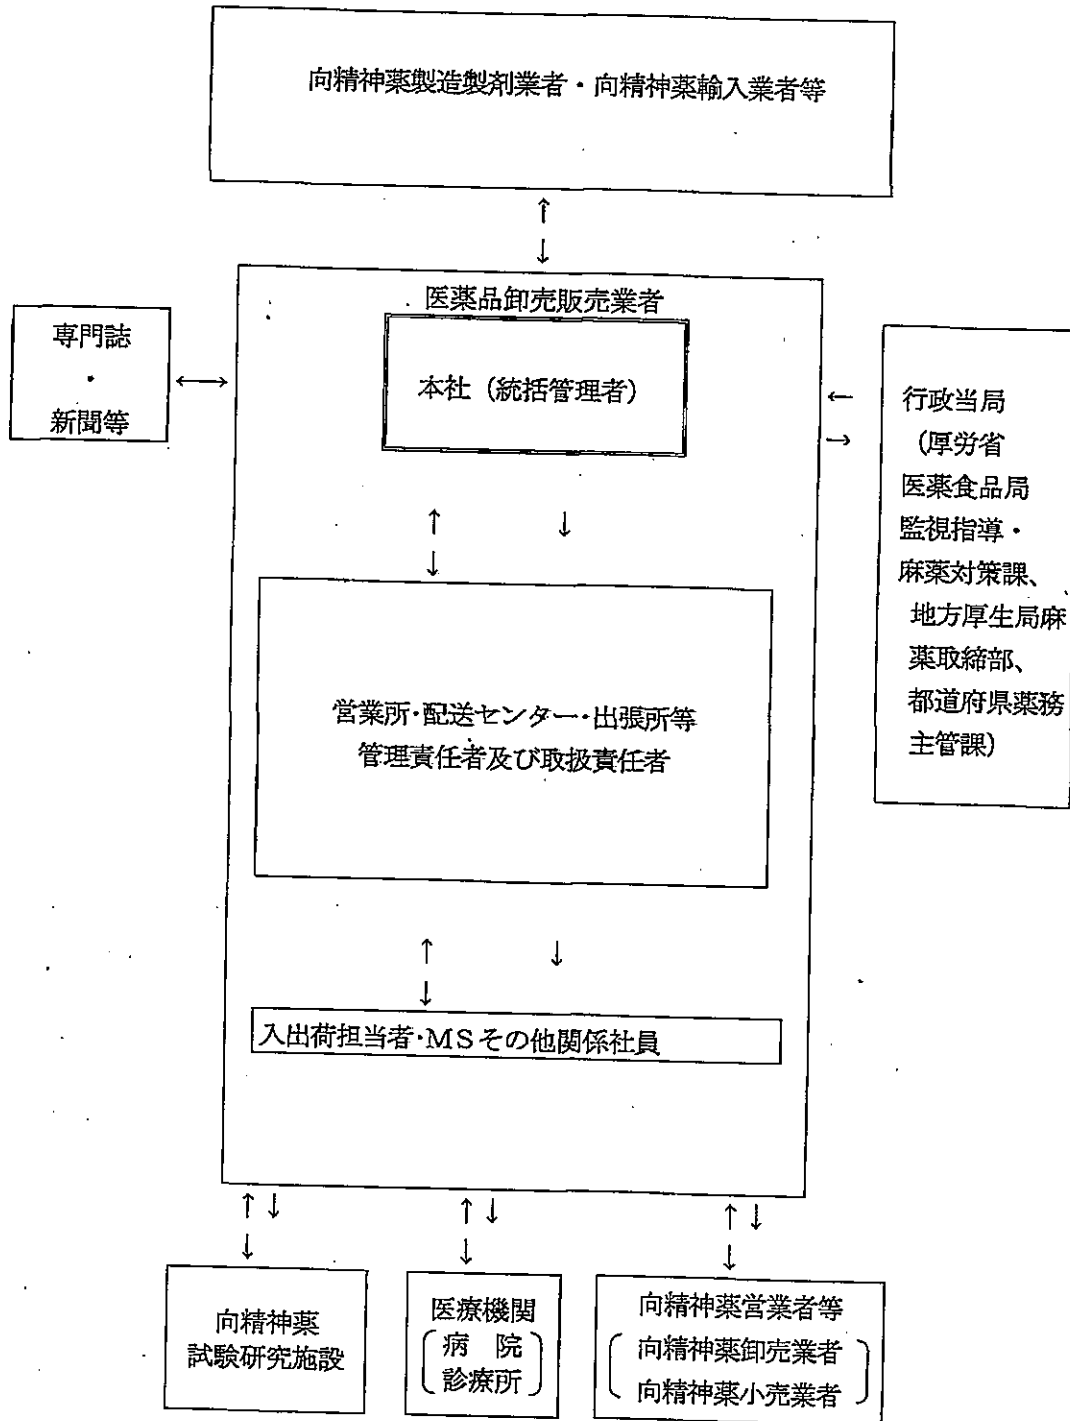 向精神薬製造製剤業者・向精神薬輸入業者等
↑
↓
医薬品卸売販売業者
本社（統括管理者）
専門誌
・
新聞等
←→
←
→
行政当局
（厚労省
医薬食品局
監視指導・
麻薬対策課、
地方厚生局麻
薬取締部、
都道府県薬務
主管課）
↑ ↓
↓
営業所・配送センター・出張所等
管理責任者及び取扱責任者
↑ ↓
↓
入出荷担当者・MSその他関係社員
↑↓ ↑↓ ↑↓
↓ ↓ ↓
向精神薬
試験研究施設
医療機関
病　院
診療所
向精神薬営業者等
向精神薬卸売業者
向精神薬小売業者